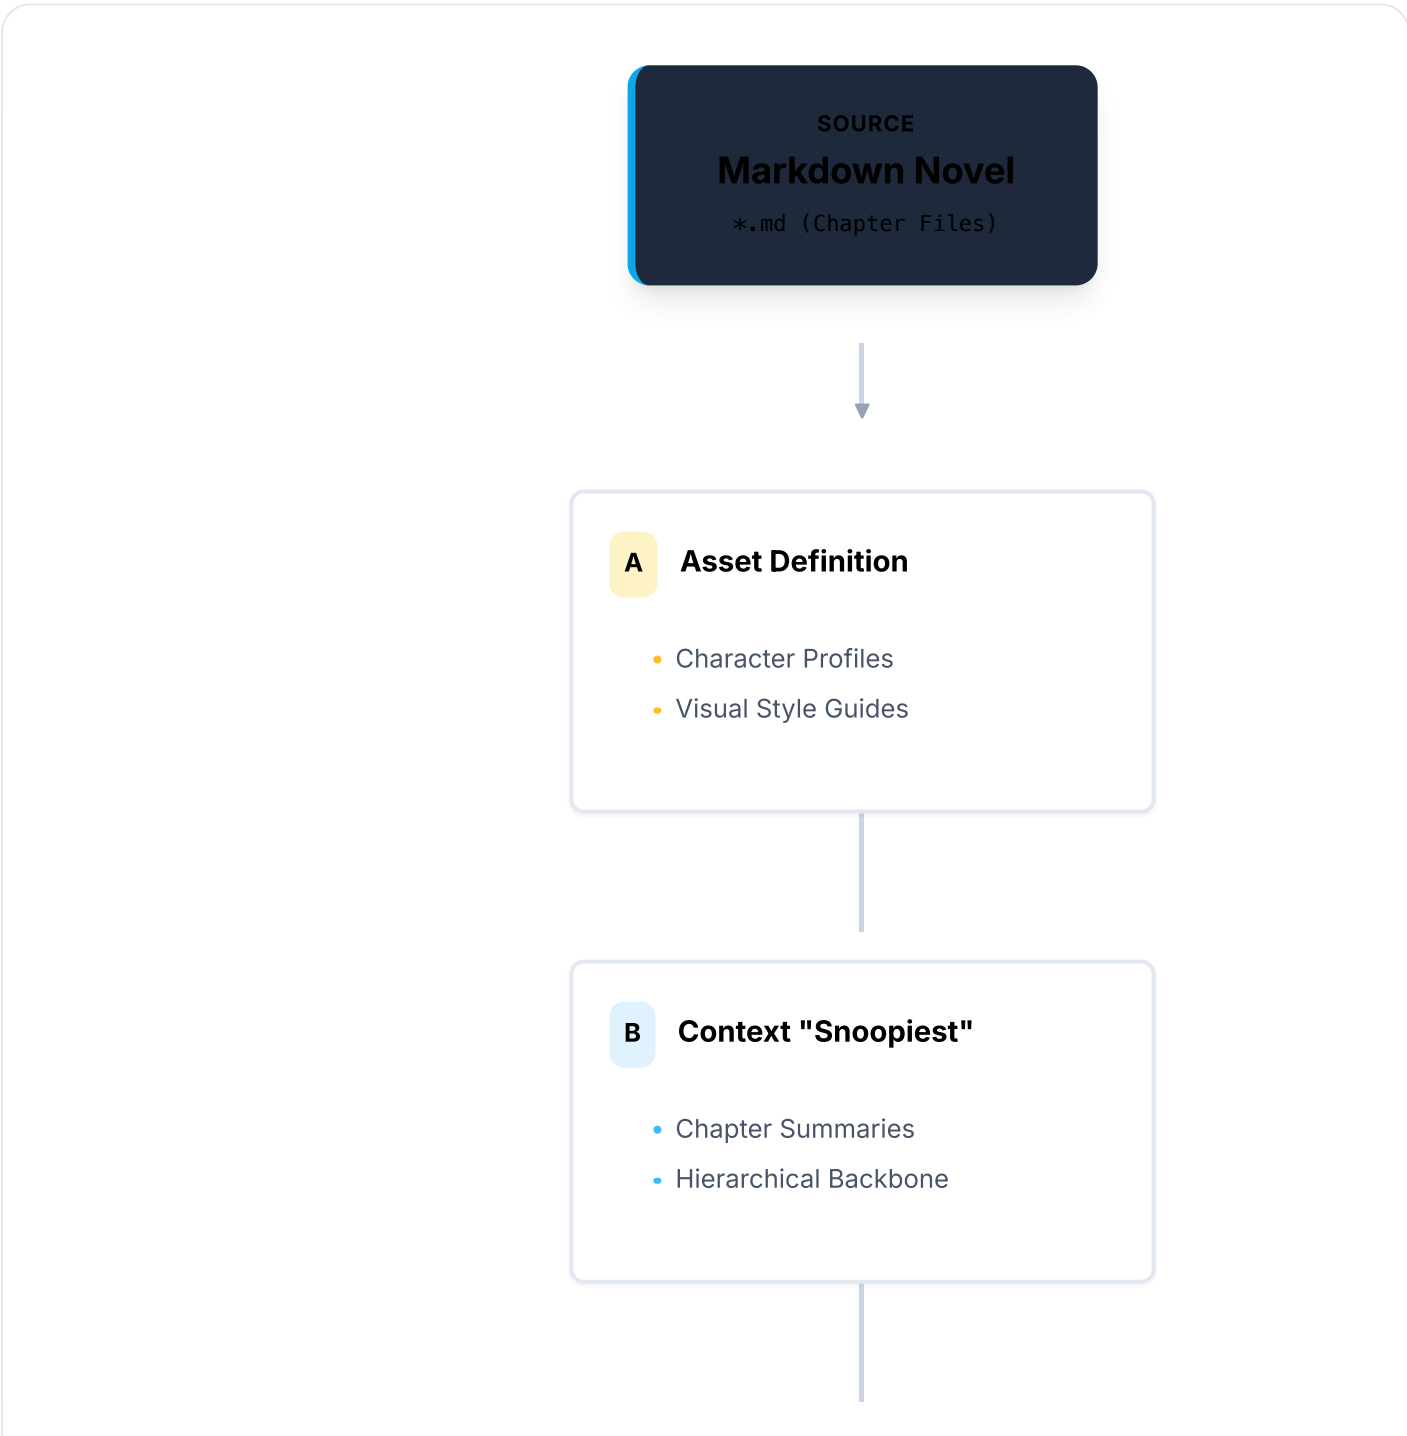 SOURCE
Markdown Novel
*.md (Chapter Files)
A Asset Definition
Character Profiles
Visual Style Guides
B Context "Snoopiest"
Chapter Summaries
Hierarchical Backbone